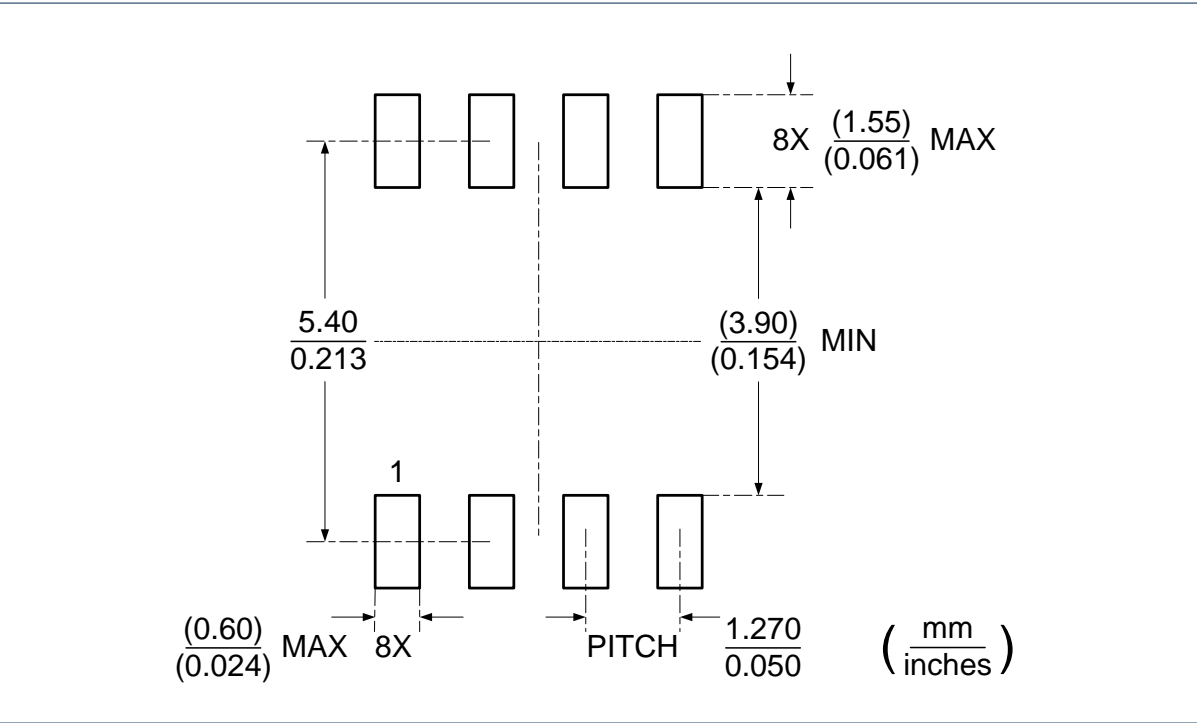 8X (1.55) MAX
(0.061)
5.40
0.213
(3.90) MIN
(0.154)
1
(0.60) MAX 8X
(0.024)
PITCH 1.270
0.050
(mm
inches)